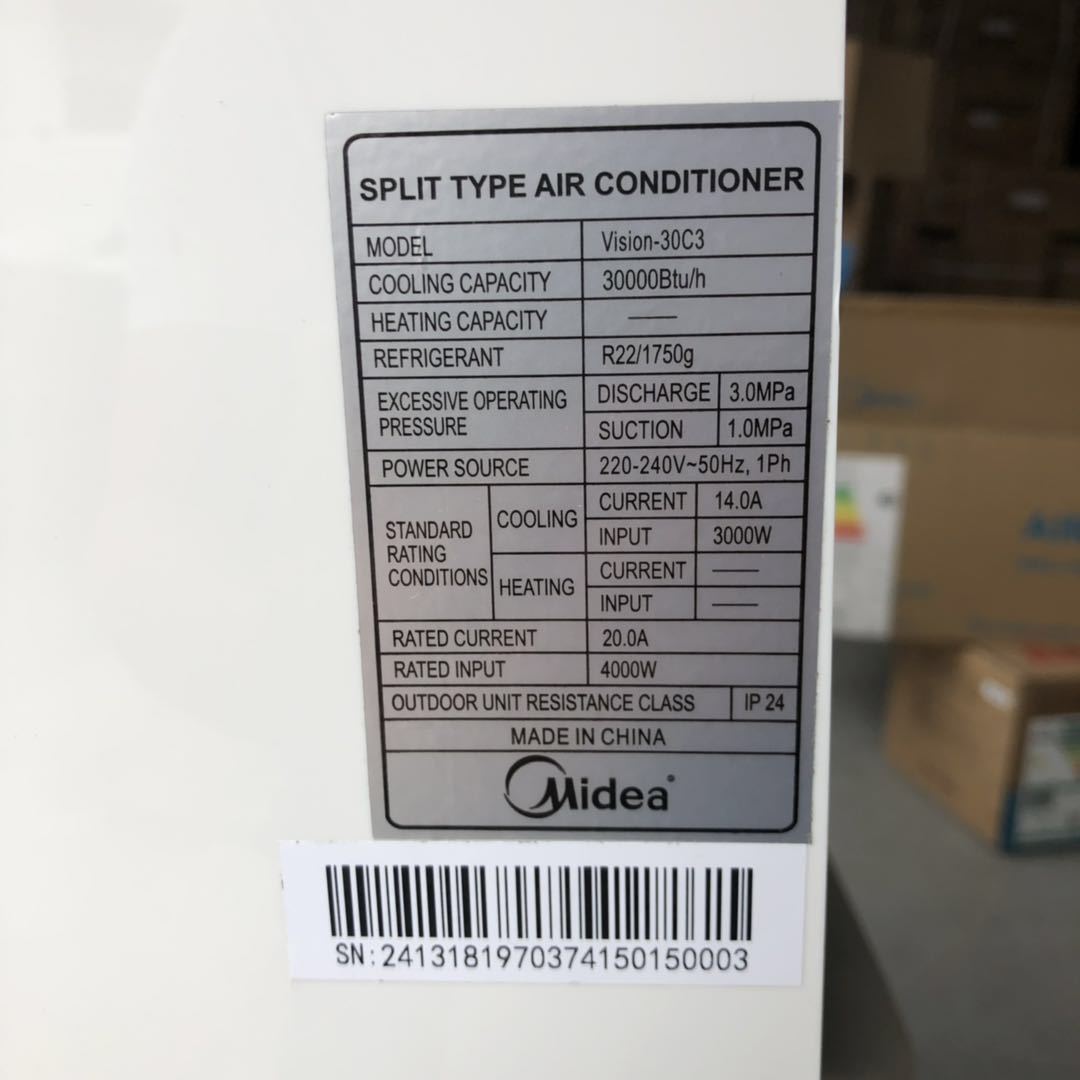 SPLIT TYPE AIR CONDITIONER
MODEL Vision-30C3
COOLING CAPACITY 30000Btu/h
HEATING CAPACITY ——
REFRIGERANT R22/1750g
EXCESSIVE OPERATING PRESSURE DISCHARGE 3.0MPa
SUCTION 1.0MPa
POWER SOURCE 220-240V~50Hz, 1Ph
STANDARD RATING CONDITIONS COOLING CURRENT 14.0A
INPUT 3000W
HEATING CURRENT ——
INPUT ——
RATED CURRENT 20.0A
RATED INPUT 4000W
OUTDOOR UNIT RESISTANCE CLASS IP 24
MADE IN CHINA
Midea
SN:2413181970374150150003